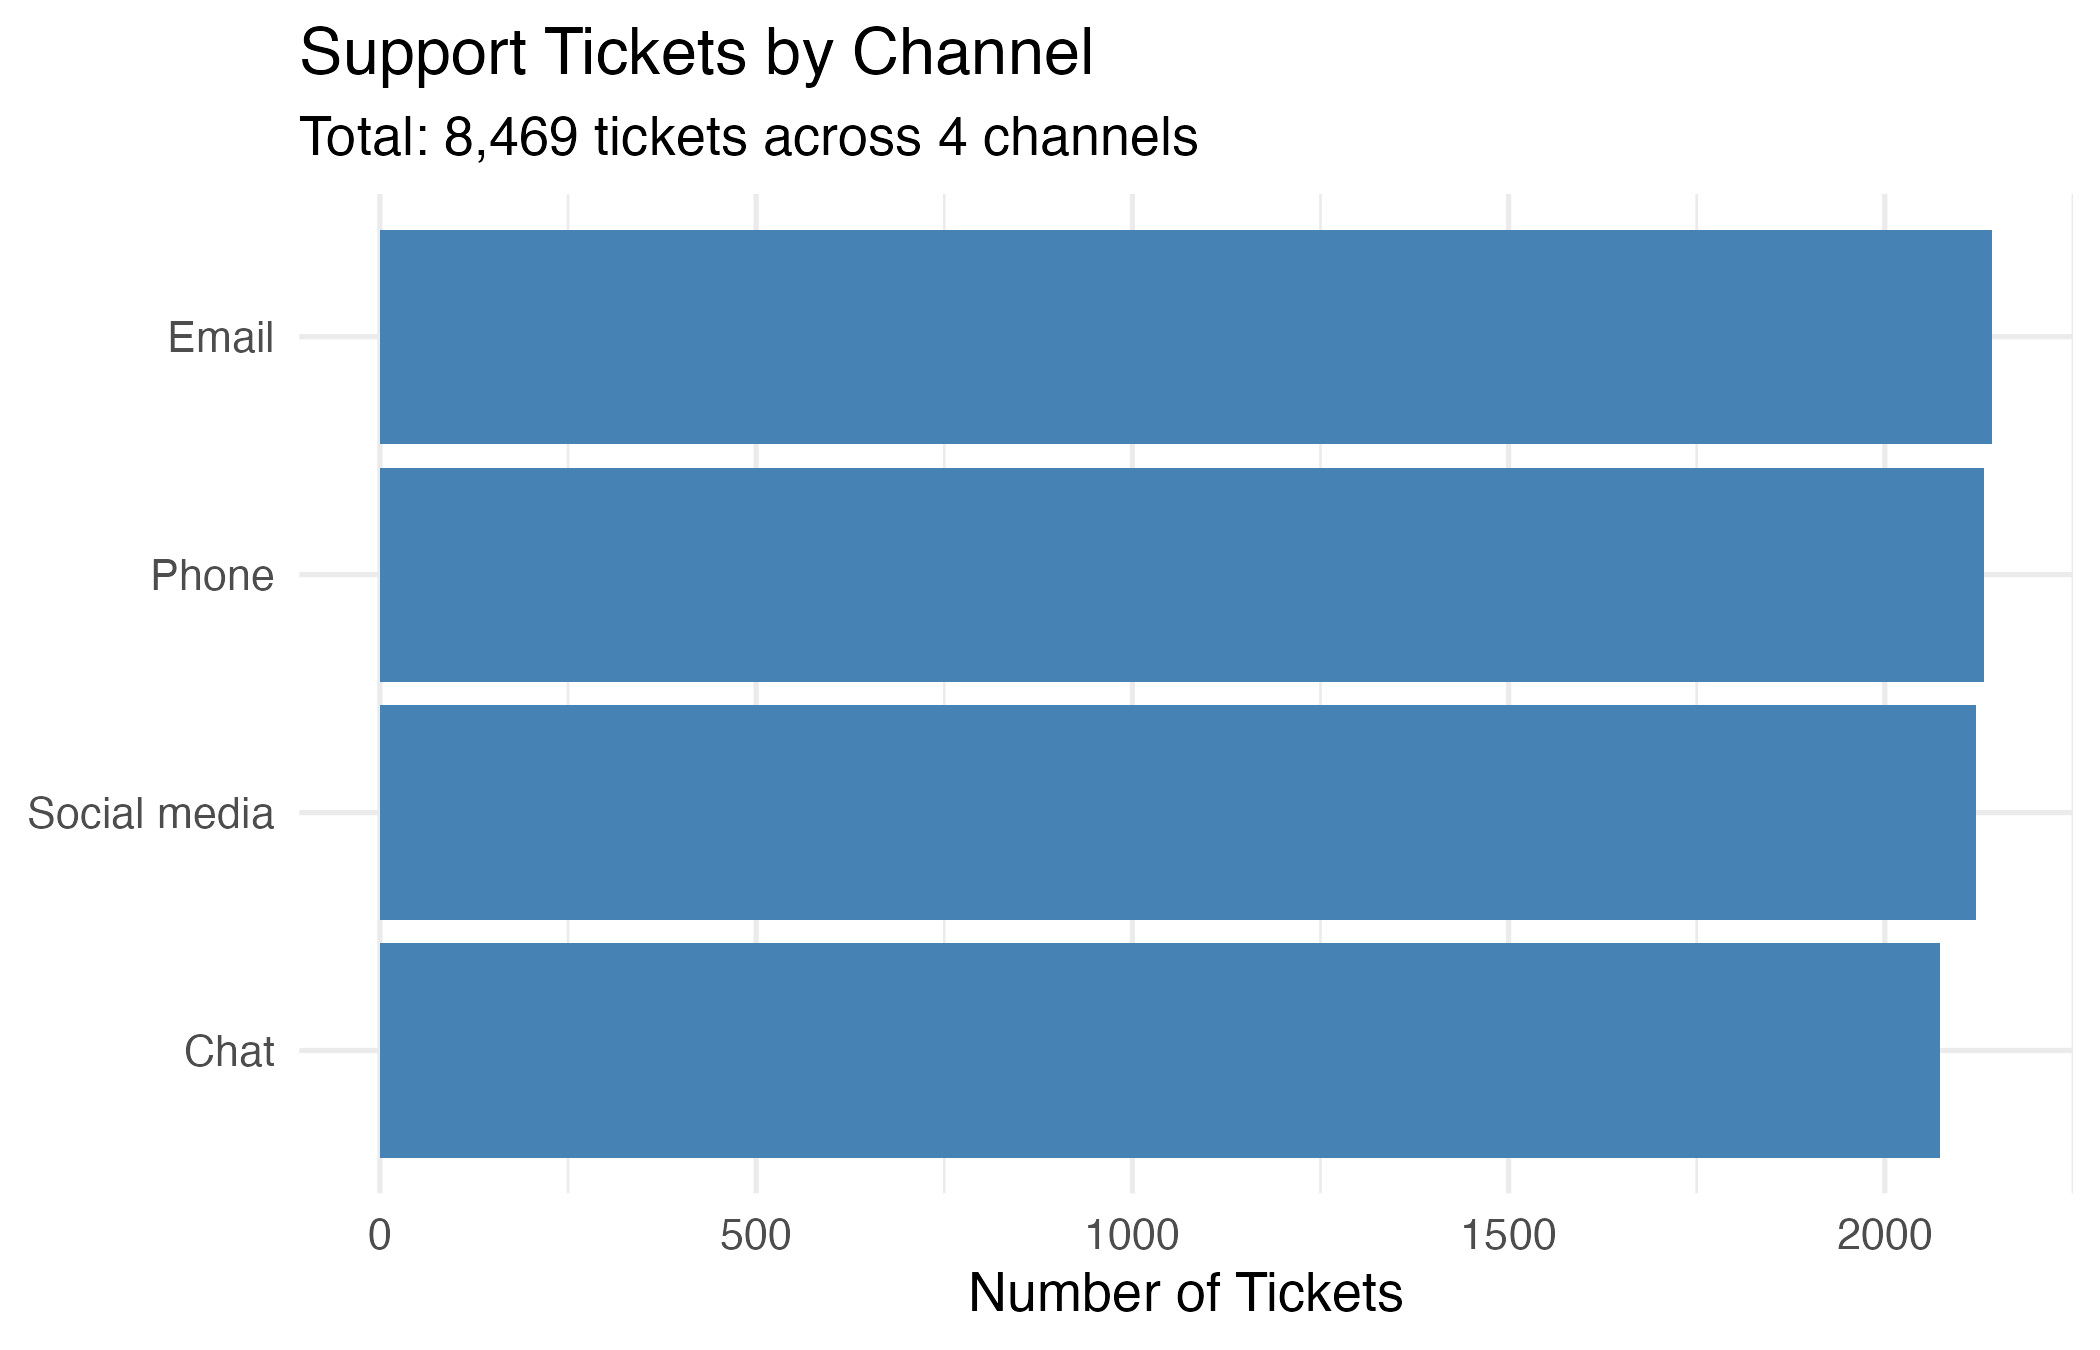 Support Tickets by Channel
Total: 8,469 tickets across 4 channels
Email
Phone
Social media
Chat
0 500 1000 1500 2000
Number of Tickets